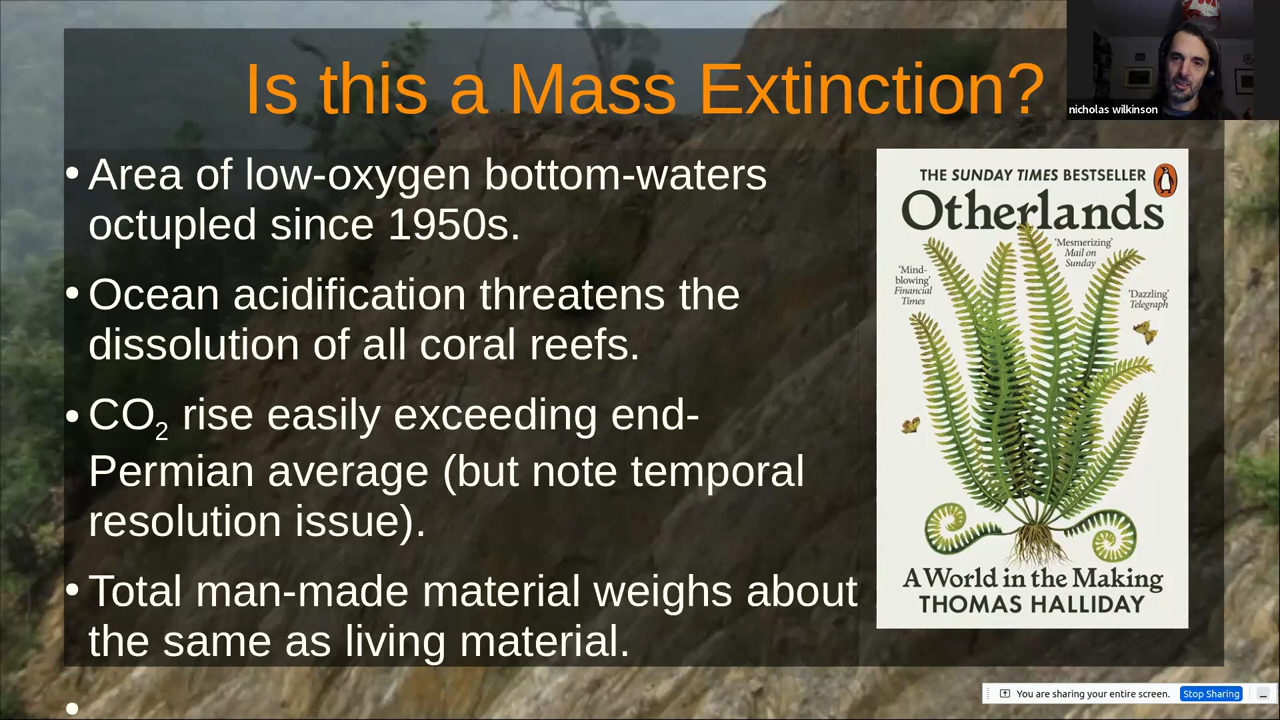 Is this a Mass Extinction?
nicholas wilkinson
• Area of low-oxygen bottom-waters
octupled since 1950s.
• Ocean acidification threatens the
dissolution of all coral reefs.
• CO₂ rise easily exceeding end-
Permian average (but note temporal
resolution issue).
• Total man-made material weighs about
the same as living material.
•
THE SUNDAY TIMES BESTSELLER
Otherlands
'Mesmerizing'
Mail on
Sunday
'Mind-
blowing'
Financial
Times
'Dazzling'
Telegraph
A World in the Making
THOMAS HALLIDAY
You are sharing your entire screen.
Stop Sharing